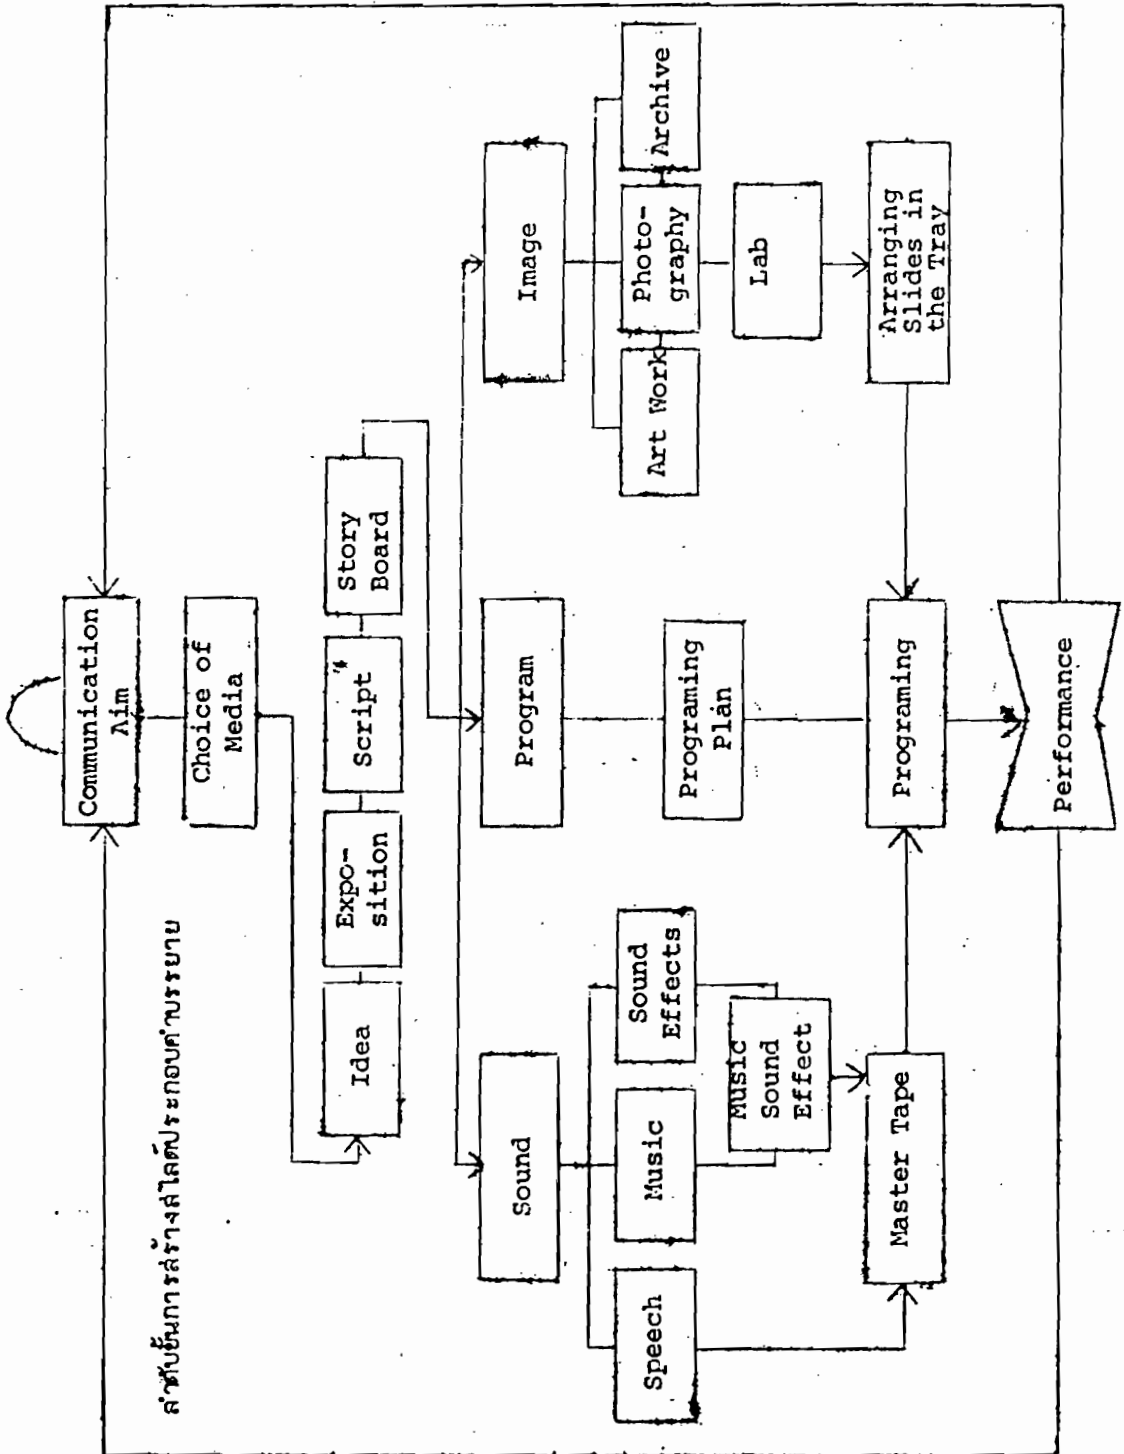 ลำดับขั้นการสร้างสไลด์ประกอบคำบรรยาย
Communication
Aim
Choice of
Media
Idea
Expo-
sition
Script
Story
Board
Sound
Program
Image
Speech
Music
Sound
Effects
Programing
Plan
Art Work
Photo-
graphy
Archive
Music
Sound
Effect
Lab
Master Tape
Programing
Arranging
Slides in
the Tray
Performance